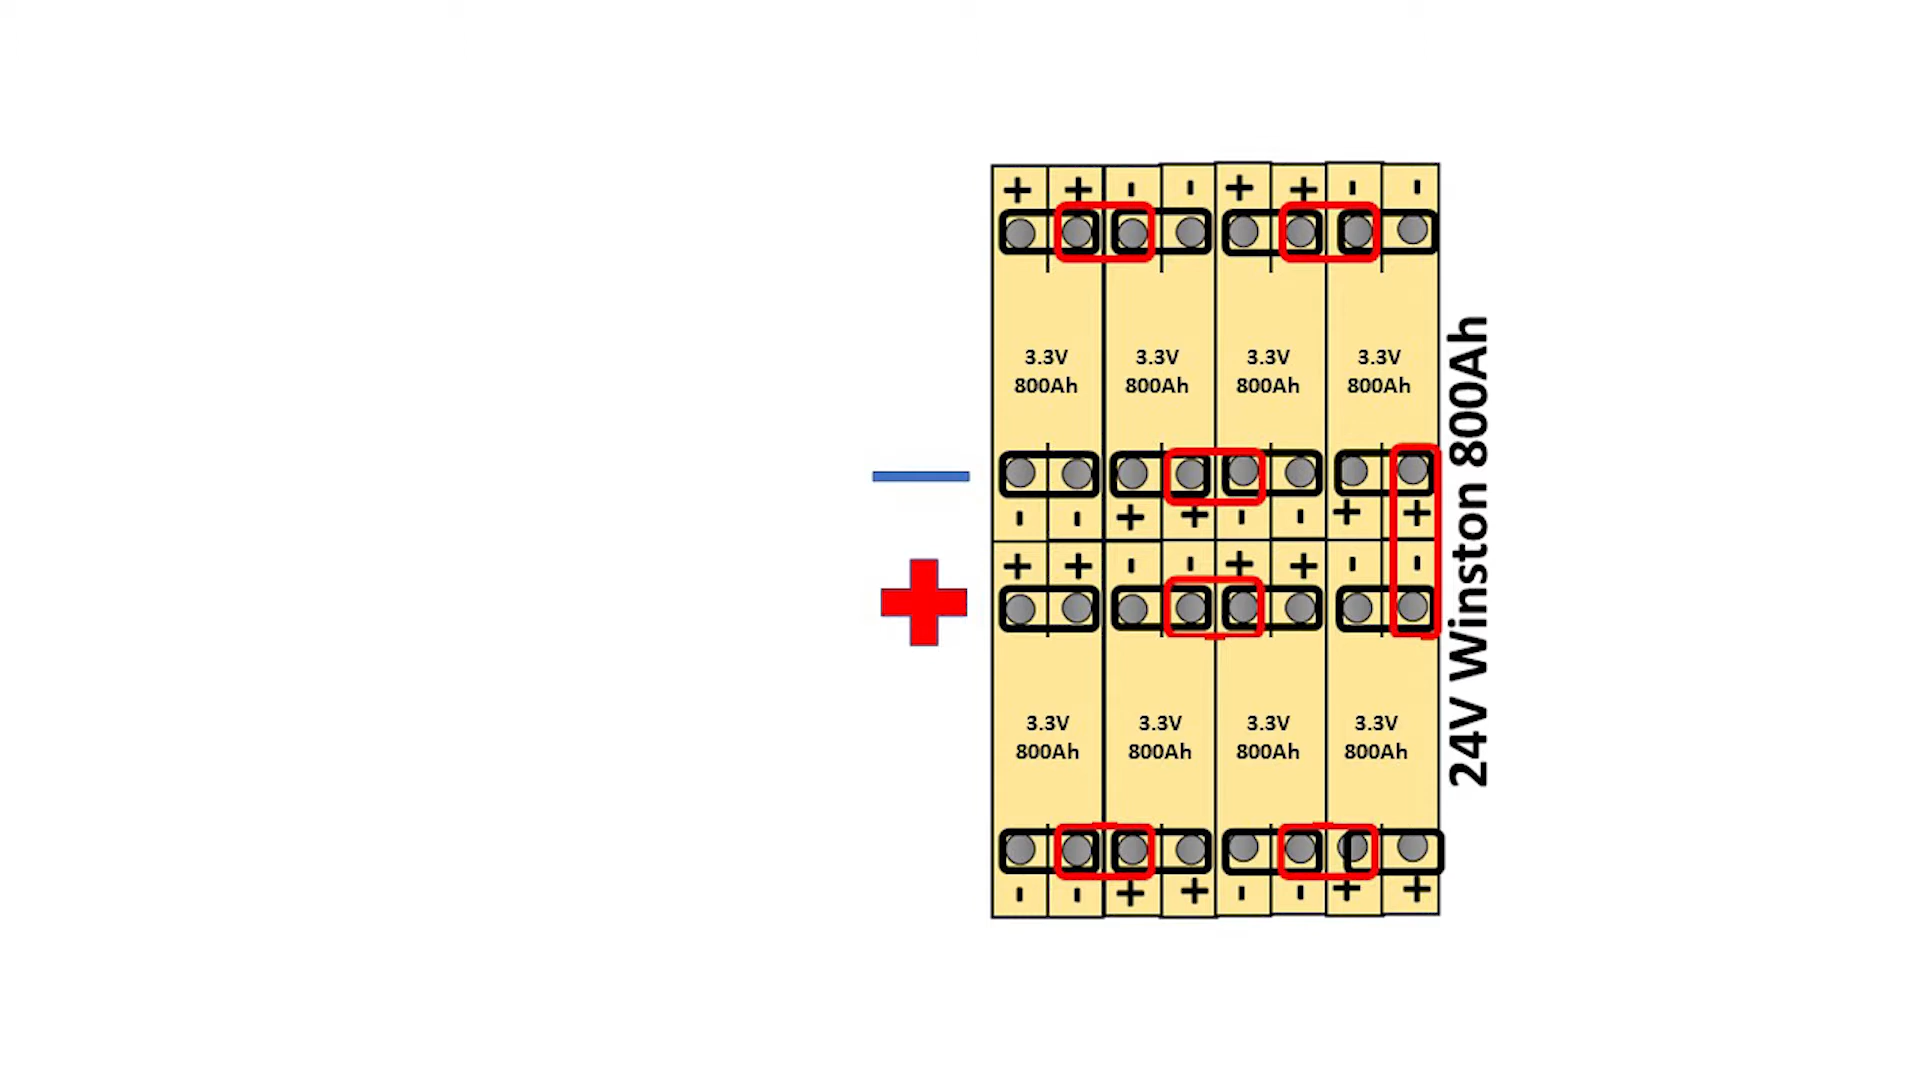 + + - - + + - -
3.3V 3.3V 3.3V 3.3V
800Ah 800Ah 800Ah 800Ah
- - + + - - + +
+ + - - + + - -
3.3V 3.3V 3.3V 3.3V
800Ah 800Ah 800Ah 800Ah
- - + + - - + +
24V Winston 800Ah